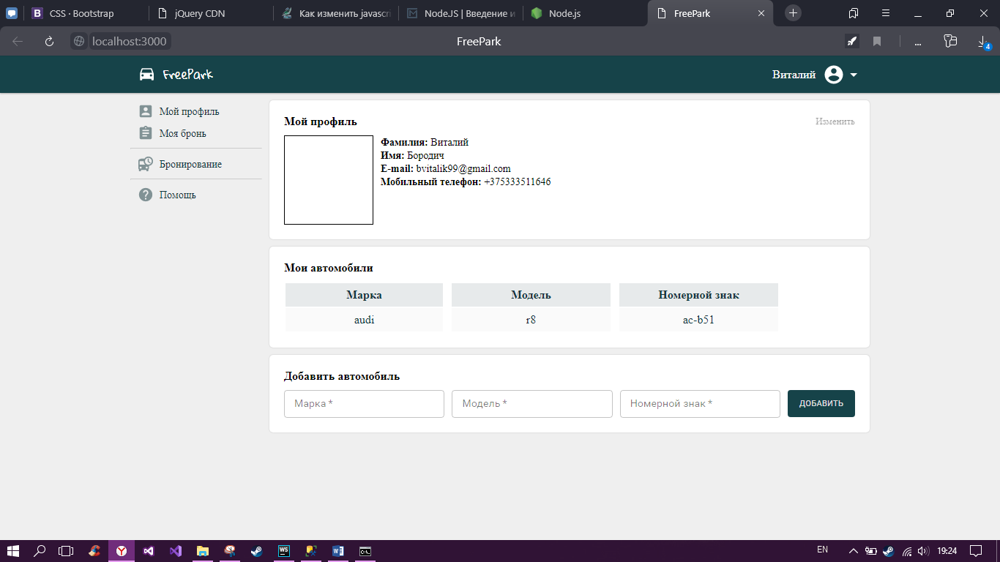 CSS · Bootstrap
jQuery CDN
Как изменить javascri
NodeJS | Введение и
Node.js
FreePark
localhost:3000
FreePark
4
FreePark
Виталий
Мой профиль
Моя бронь
Бронирование
Помощь
Мой профиль
Изменить
Фамилия: Виталий
Имя: Бородич
E-mail: bvitalik99@gmail.com
Мобильный телефон: +375333511646
Мои автомобили
Марка Модель Номерной знак
audi r8 ac-b51
Добавить автомобиль
Марка * Модель * Номерной знак * ДОБАВИТЬ
EN
19:24